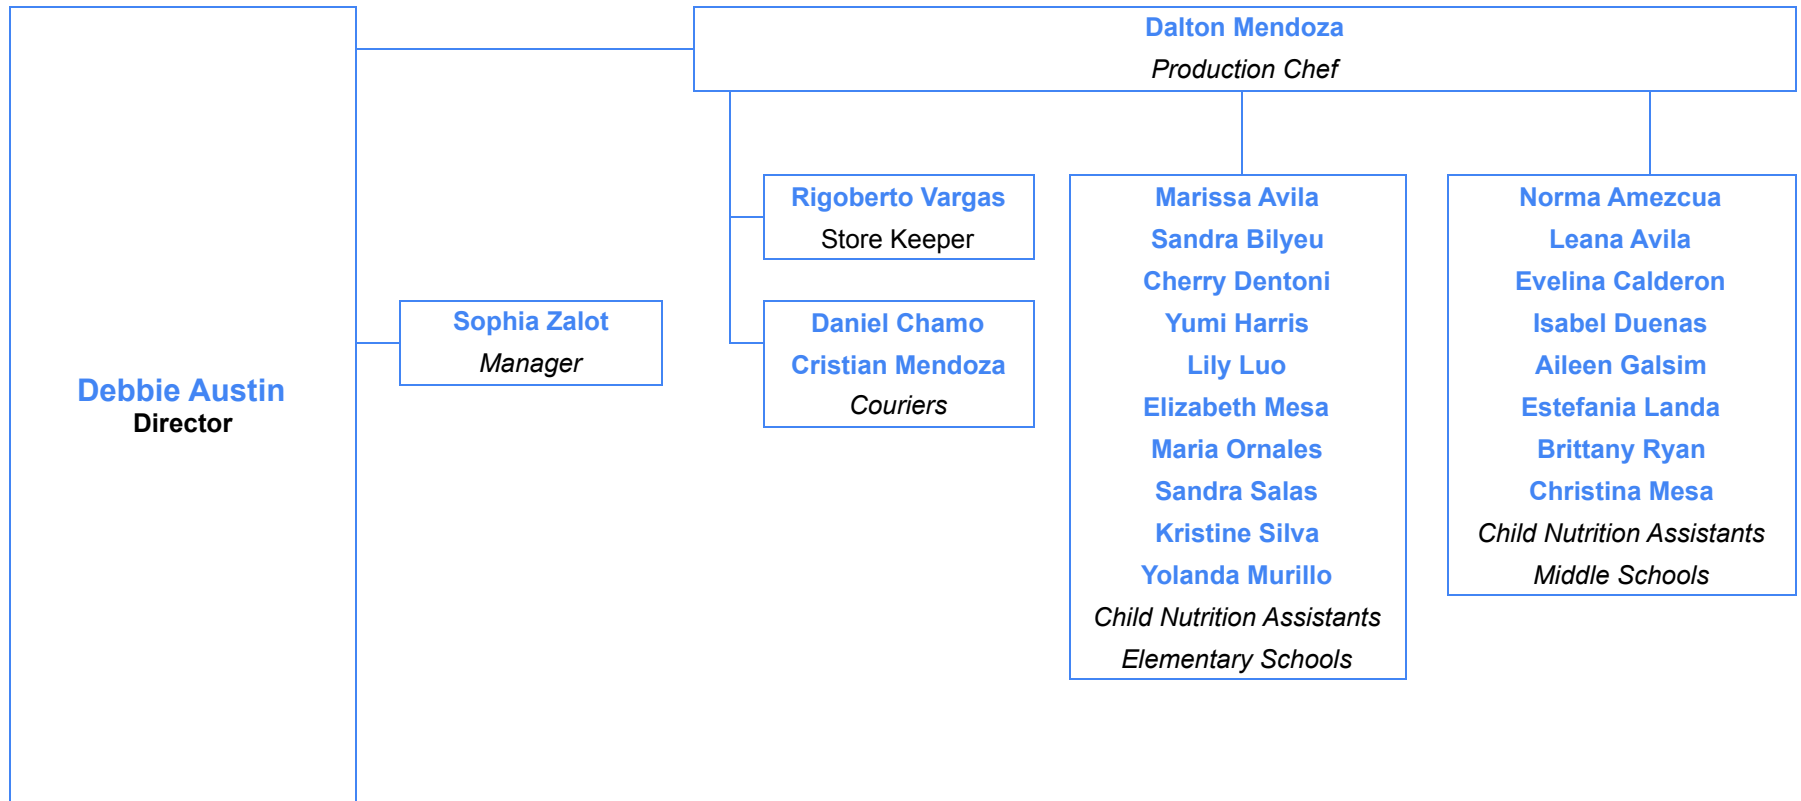 Debbie Austin
Director
Sophia Zalot
Manager
Dalton Mendoza
Production Chef
Rigoberto Vargas
Store Keeper
Daniel Chamo
Cristian Mendoza
Couriers
Marissa Avila
Sandra Bilyeu
Cherry Dentoni
Yumi Harris
Lily Luo
Elizabeth Mesa
Maria Ornales
Sandra Salas
Kristine Silva
Yolanda Murillo
Child Nutrition Assistants
Elementary Schools
Norma Amezcua
Leana Avila
Evelina Calderon
Isabel Duenas
Aileen Galsim
Estefania Landa
Brittany Ryan
Christina Mesa
Child Nutrition Assistants
Middle Schools